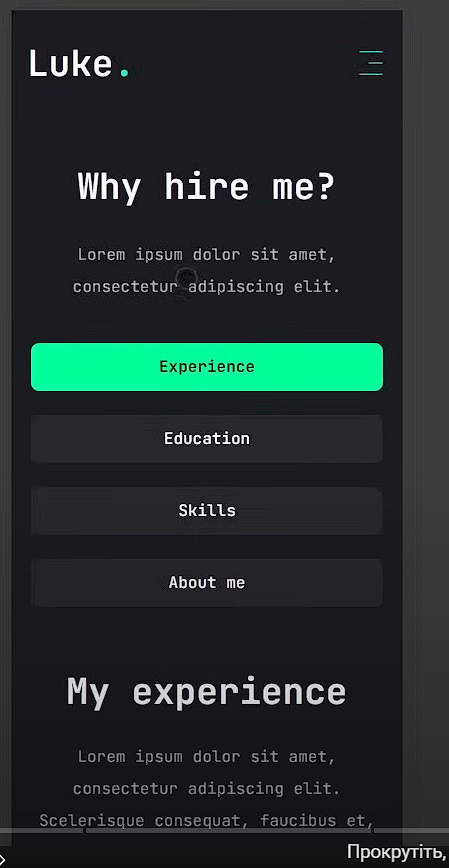 Luke.
Why hire me?
Lorem ipsum dolor sit amet,
consectetur adipiscing elit.
Experience
Education
Skills
About me
My experience
Lorem ipsum dolor sit amet,
consectetur adipiscing elit.
Scelerisque consequat, faucibus et,
Прокрутіть,